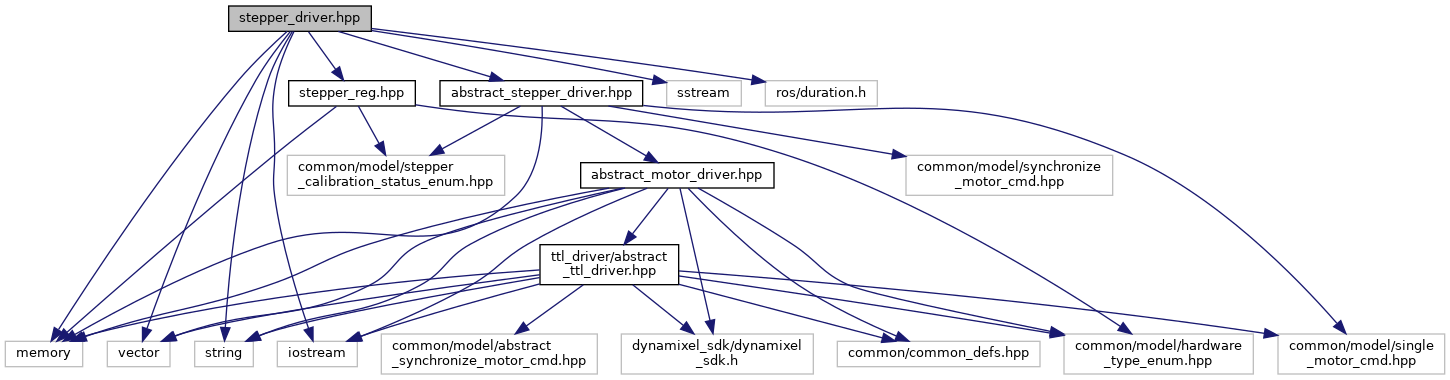 stepper_driver.hpp
stepper_reg.hpp
abstract_stepper_driver.hpp
sstream
ros/duration.h
common/model/stepper
_calibration_status_enum.hpp
abstract_motor_driver.hpp
common/model/synchronize
_motor_cmd.hpp
ttl_driver/abstract
_ttl_driver.hpp
memory
vector
string
iostream
common/model/abstract
_synchronize_motor_cmd.hpp
dynamixel_sdk/dynamixel
_sdk.h
common/common_defs.hpp
common/model/hardware
_type_enum.hpp
common/model/single
_motor_cmd.hpp